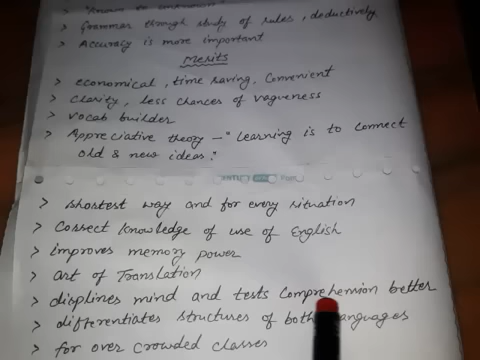 > "Known to unknown"
> Grammar through study of rules, deductively
> Accuracy is more important
Merits
> economical, time saving, Convenient
> Clarity, less chances of vagueness
> Vocab builder
> Appreciative theory – "Learning is to connect
old & new ideas."
> Shortest way and for every situation
> Correct knowledge of use of English
> improves memory power
> art of Translation
> displines mind and tests Comprehension better
> differentiates structures of both languages
> for over crowded classes